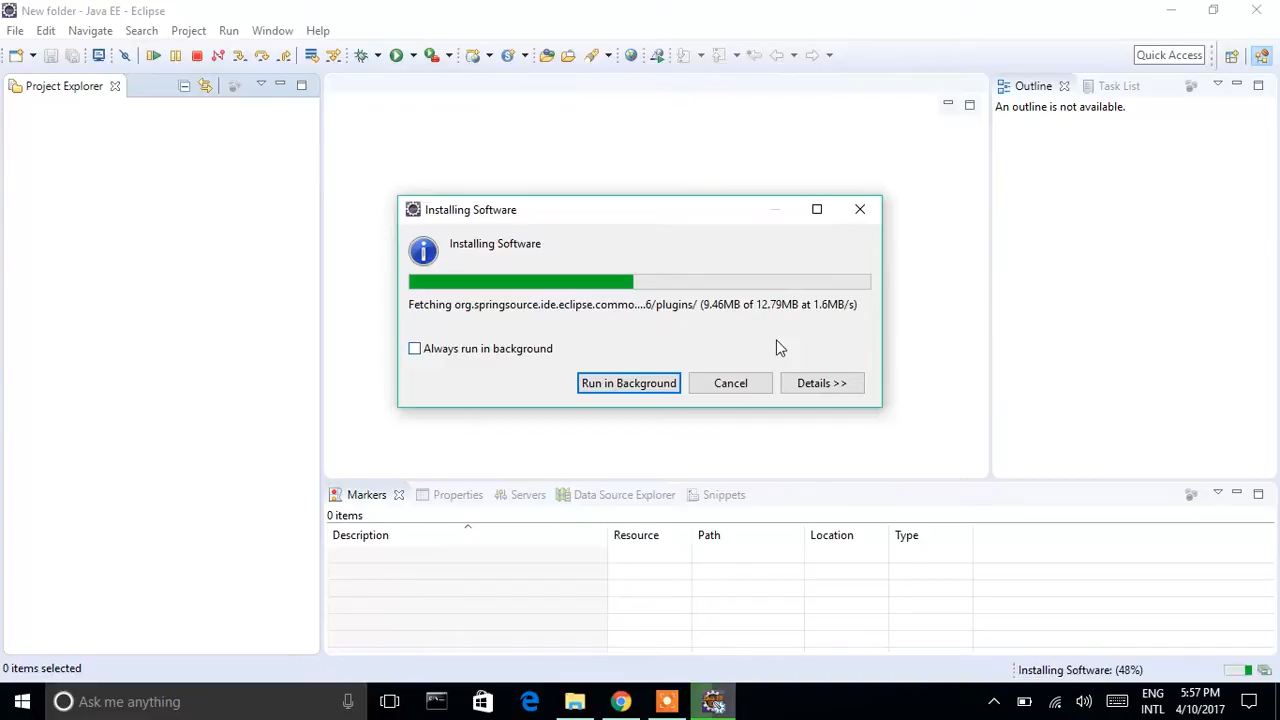 New folder - Java EE - Eclipse
File Edit Navigate Search Project Run Window Help
Quick Access
Project Explorer
Outline Task List
An outline is not available.
Installing Software
Installing Software
Fetching org.springsource.ide.eclipse.commo....6/plugins/ (9.46MB of 12.79MB at 1.6MB/s)
Always run in background
Run in Background Cancel Details >>
Markers Properties Servers Data Source Explorer Snippets
0 items
Description Resource Path Location Type
0 items selected
Installing Software: (48%)
Ask me anything
ENG 5:57 PM
INTL 4/10/2017